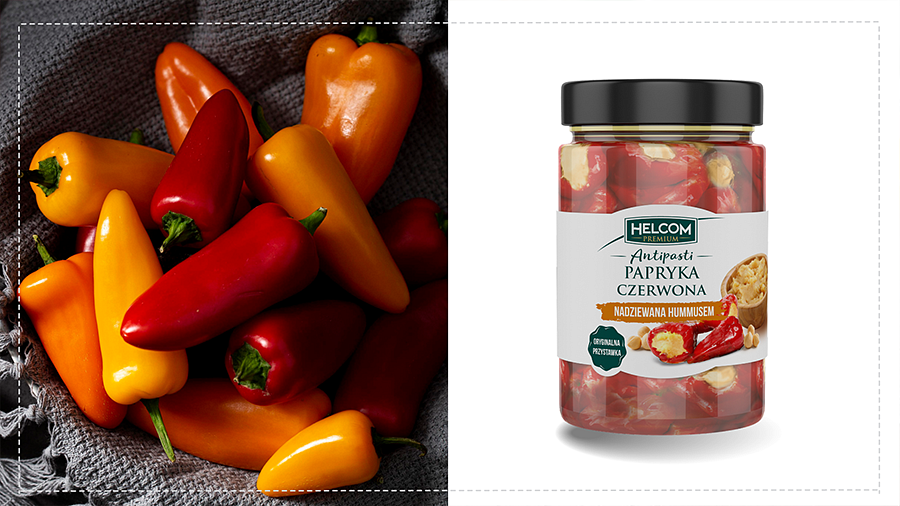 HELCOM
PREMIUM
Antipasti
PAPRYKA
CZERWONA
NADZIEWANA HUMMUSEM
ORYGINALNA
PRZYSTAWKA